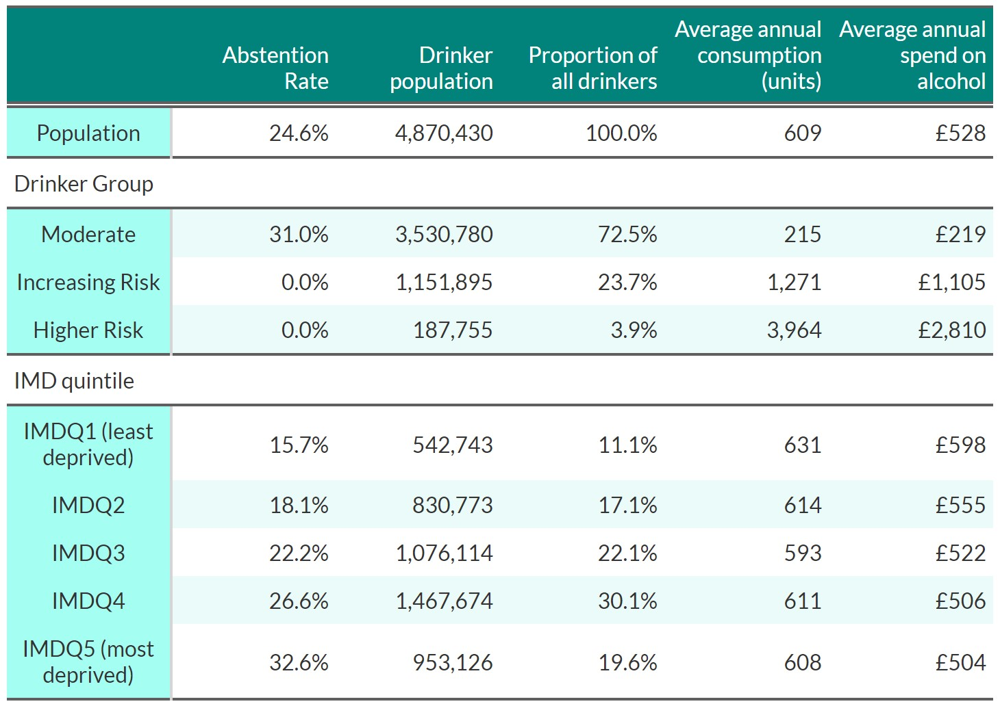 Abstention Rate Drinker population Proportion of all drinkers Average annual consumption (units) Average annual spend on alcohol
Population 24.6% 4,870,430 100.0% 609 £528
Drinker Group
Moderate 31.0% 3,530,780 72.5% 215 £219
Increasing Risk 0.0% 1,151,895 23.7% 1,271 £1,105
Higher Risk 0.0% 187,755 3.9% 3,964 £2,810
IMD quintile
IMDQ1 (least deprived) 15.7% 542,743 11.1% 631 £598
IMDQ2 18.1% 830,773 17.1% 614 £555
IMDQ3 22.2% 1,076,114 22.1% 593 £522
IMDQ4 26.6% 1,467,674 30.1% 611 £506
IMDQ5 (most deprived) 32.6% 953,126 19.6% 608 £504